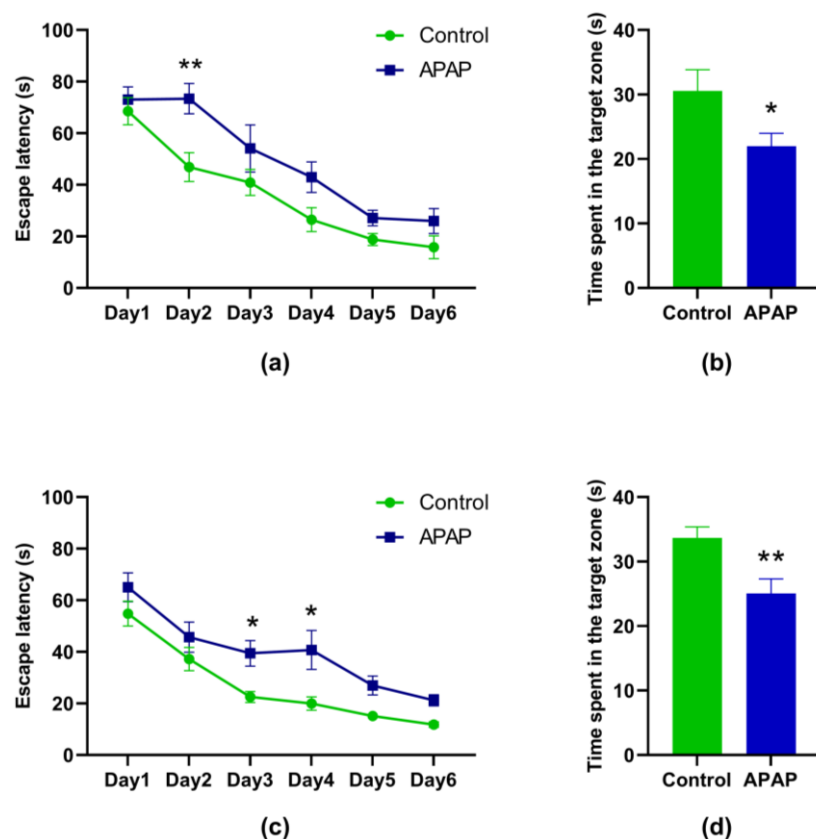 Escape latency (s)
100
80
60
40
20
0
**
Control
APAP
Day1 Day2 Day3 Day4 Day5 Day6
(a)
Time spent in the target zone (s)
40
30
20
10
0
*
Control APAP
(b)
Escape latency (s)
100
80
60
40
20
0
* *
Control
APAP
Day1 Day2 Day3 Day4 Day5 Day6
(c)
Time spent in the target zone (s)
40
30
20
10
0
**
Control APAP
(d)